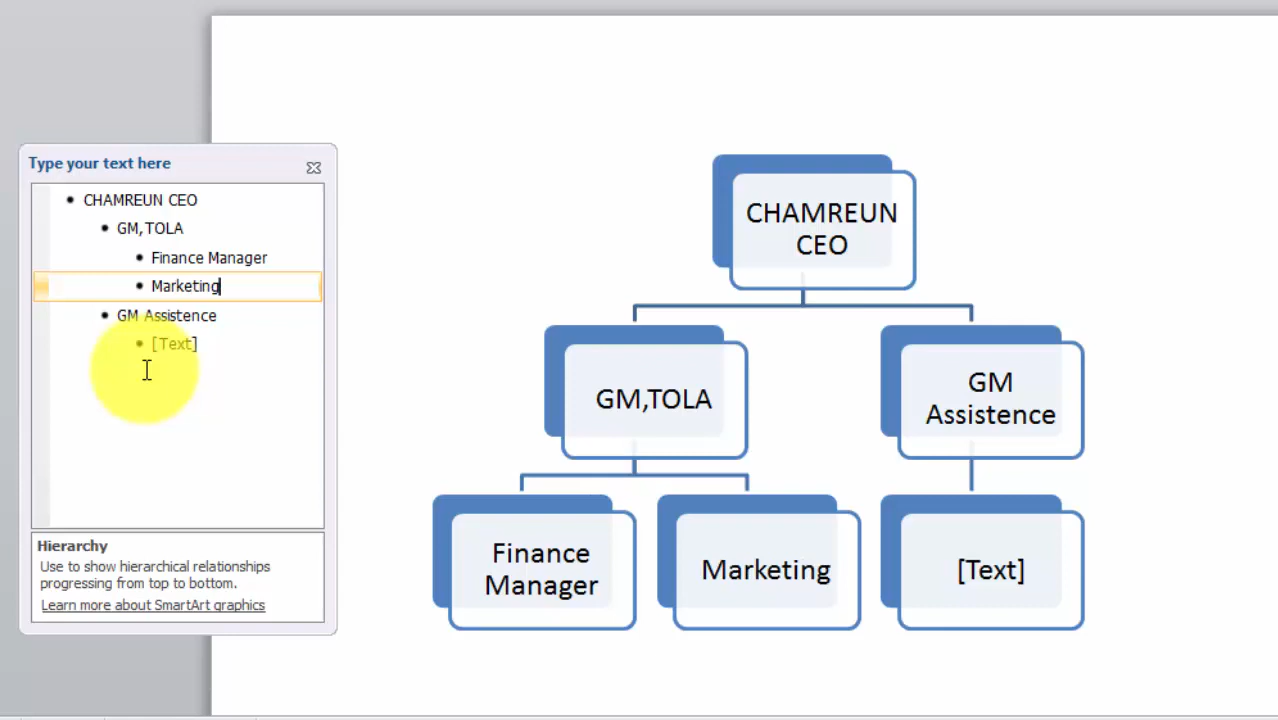 Type your text here
CHAMREUN CEO
GM,TOLA
Finance Manager
Marketing
GM Assistence
[Text]
Hierarchy
Use to show hierarchical relationships
progressing from top to bottom.
Learn more about SmartArt graphics
CHAMREUN
CEO
GM,TOLA
GM
Assistence
Finance
Manager
Marketing
[Text]